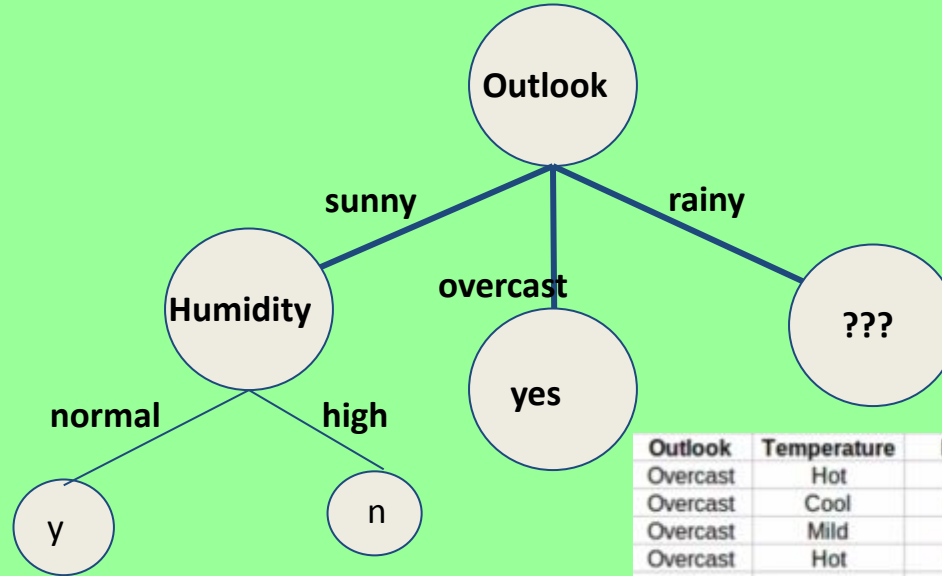 Outlook
sunny
rainy
Humidity
overcast
???
normal
high
yes
y
n
Outlook Temperature
Overcast Hot
Overcast Cool
Overcast Mild
Overcast Hot